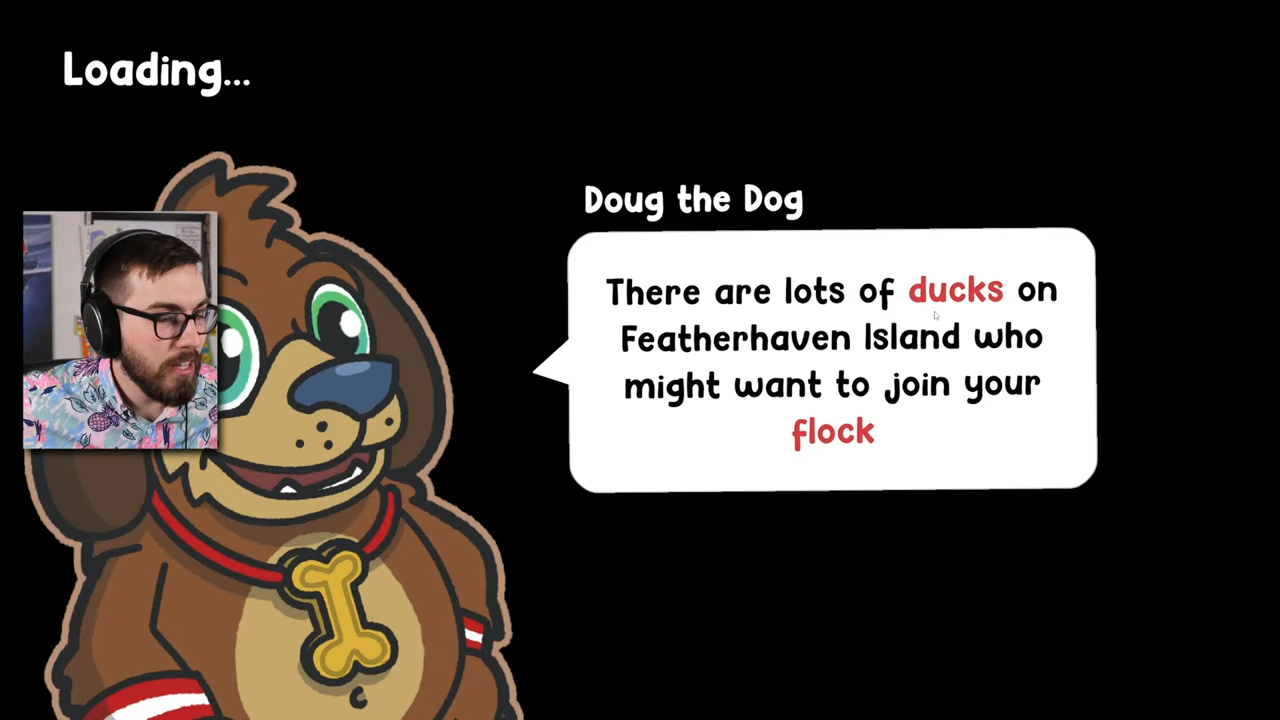 Loading...
Doug the Dog
There are lots of ducks on
Featherhaven Island who
might want to join your
flock